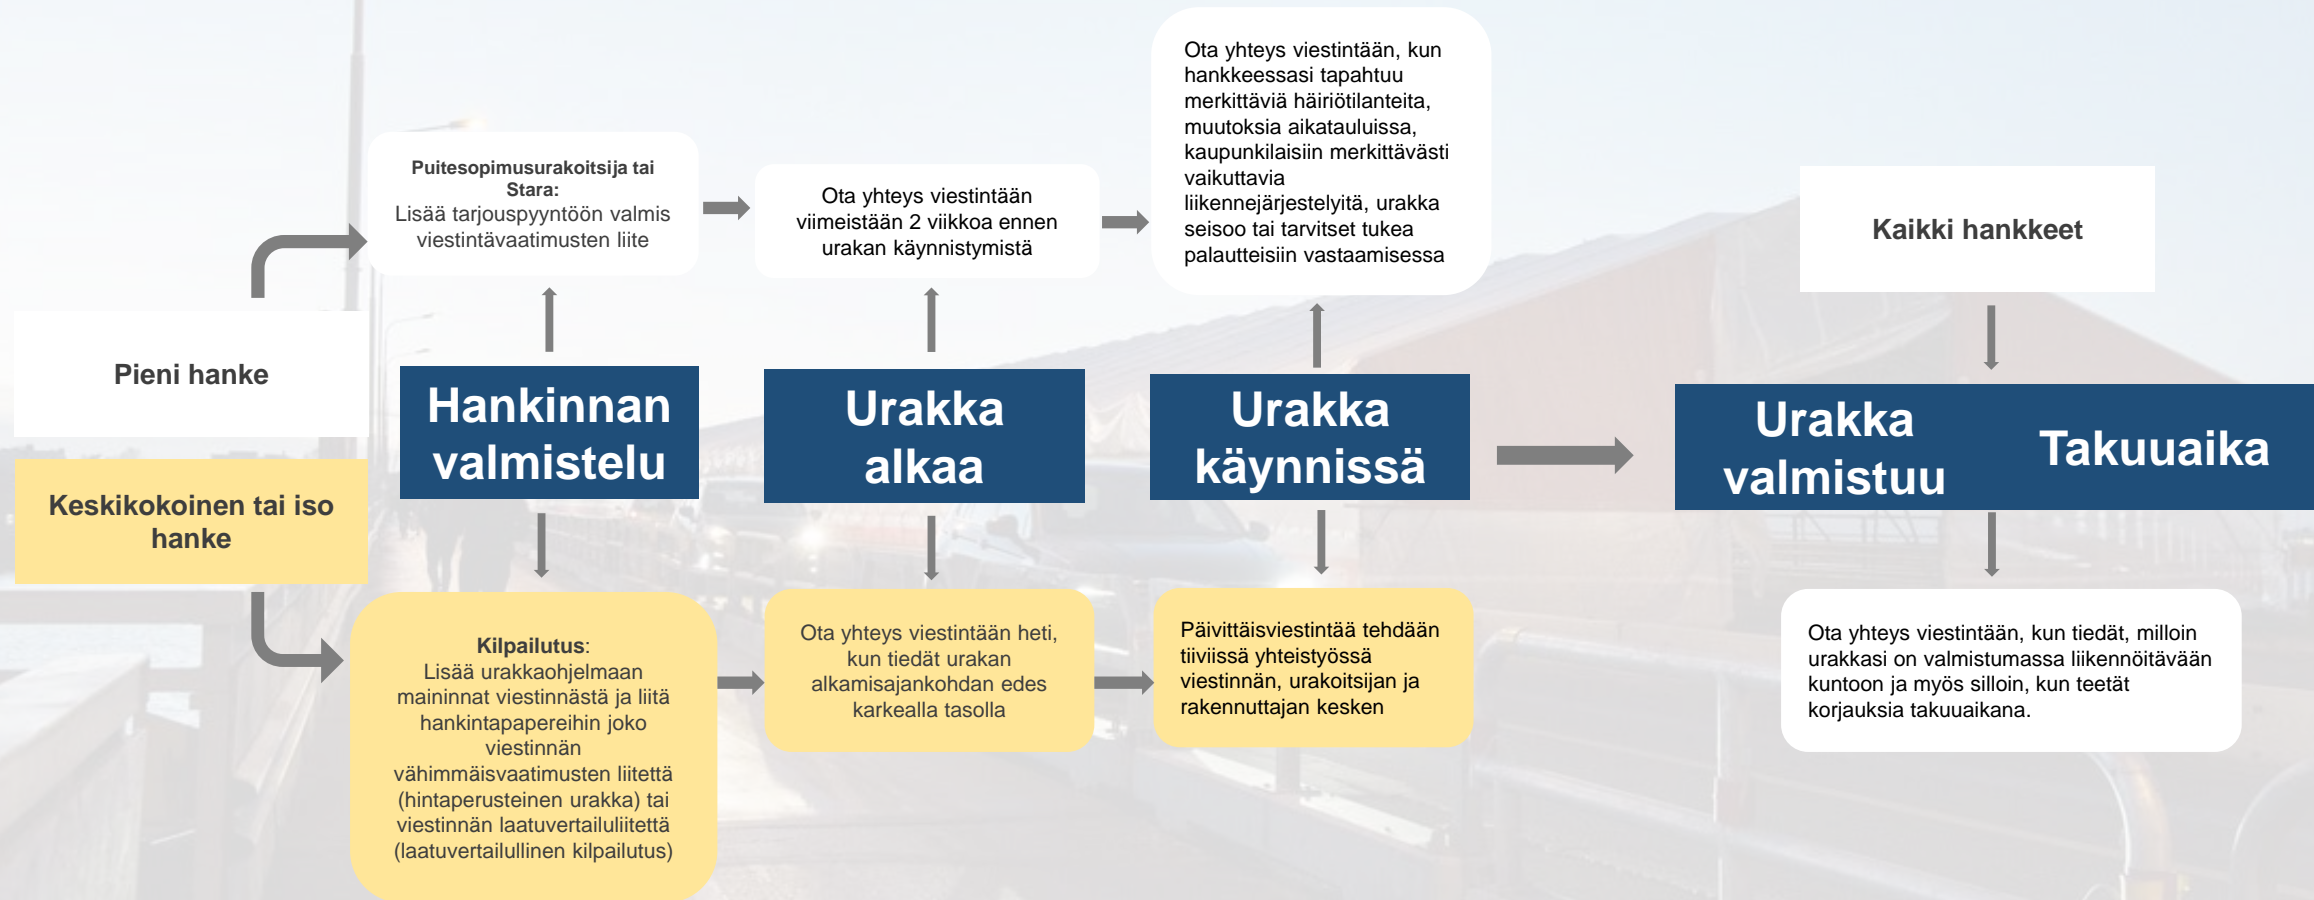 Pieni hanke
Keskikokoinen tai iso
hanke
Puitesopimusurakoitsija tai
Stara:
Lisää tarjouspyyntöön valmis
viestintävaatimusten liite
Ota yhteys viestintään
viimeistään 2 viikkoa ennen
urakan käynnistymistä
Ota yhteys viestintään, kun
hankkeessasi tapahtuu
merkittäviä häiriötilanteita,
muutoksia aikatauluissa,
kaupunkilaisiin merkittävästi
vaikuttavia
liikennejärjestelyitä, urakka
seisoo tai tarvitset tukea
palautteisiin vastaamisessa
Kaikki hankkeet
Hankinnan
valmistelu
Urakka
alkaa
Urakka
käynnissä
Urakka
valmistuu
Takuuaika
Kilpailutus:
Lisää urakkaohjelmaan
maininnat viestinnästä ja liitä
hankintapapereihin joko
viestinnän
vähimmäisvaatimusten liitettä
(hintaperusteinen urakka) tai
viestinnän laatuvertailuliitettä
(laatuvertailullinen kilpailutus)
Ota yhteys viestintään heti,
kun tiedät urakan
alkamisajankohdan edes
karkealla tasolla
Päivittäisviestintää tehdään
tiiviissä yhteistyössä
viestinnän, urakoitsijan ja
rakennuttajan kesken
Ota yhteys viestintään, kun tiedät, milloin
urakkasi on valmistumassa liikennöitävään
kuntoon ja myös silloin, kun teetät
korjauksia takuuaikana.